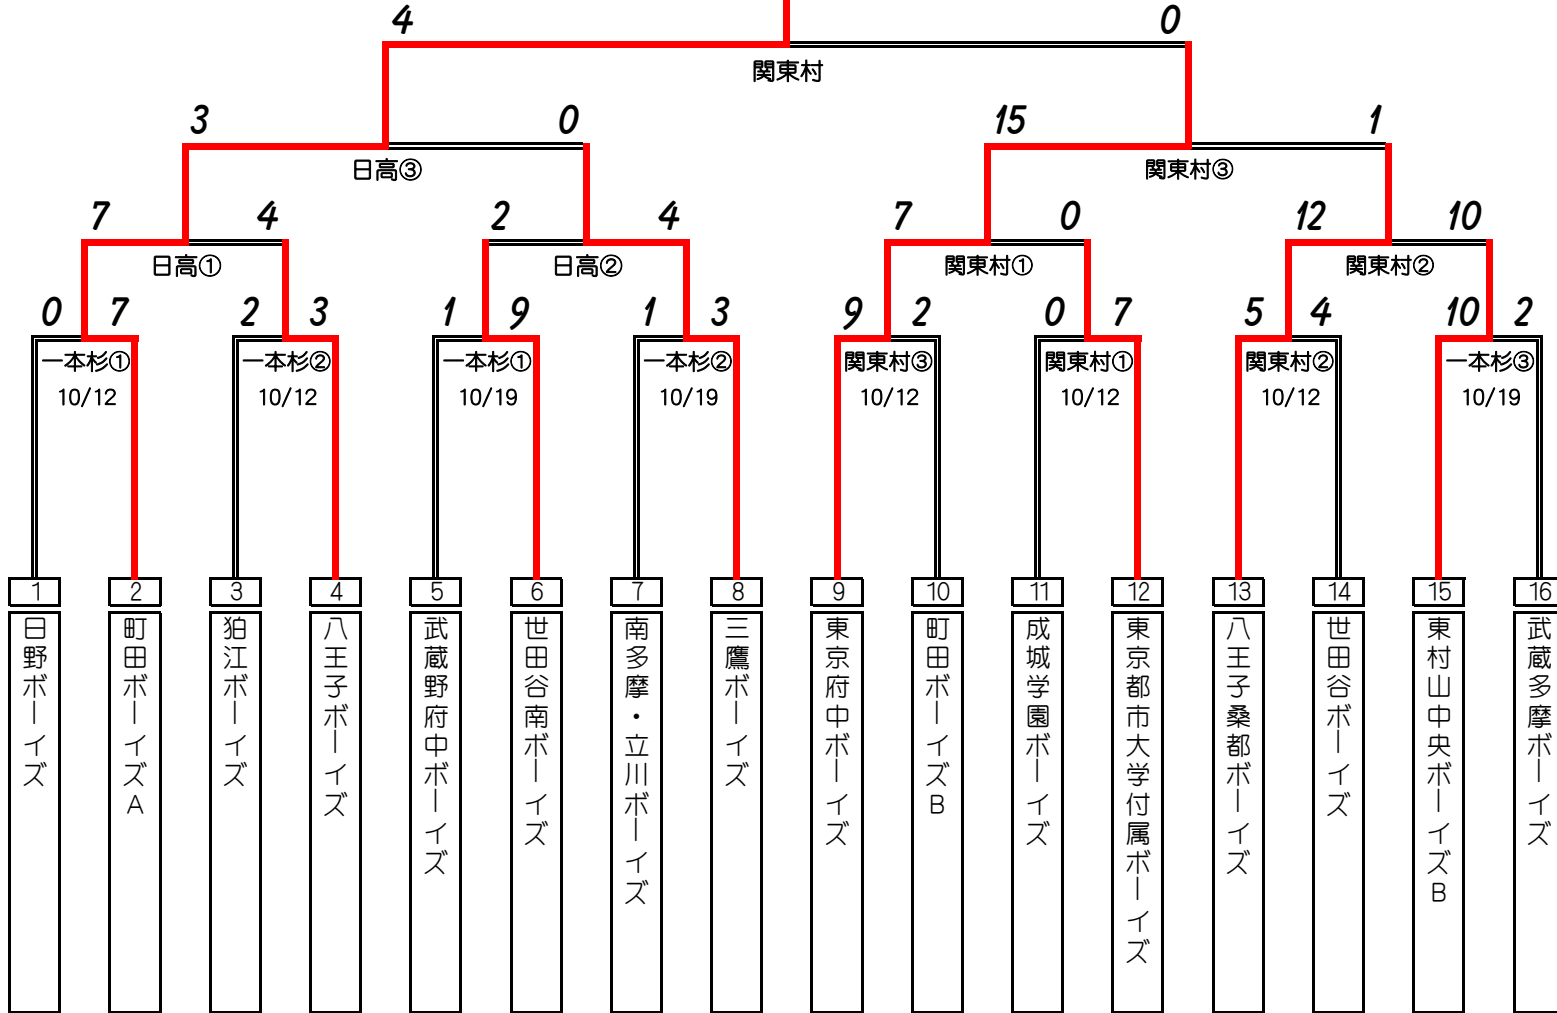 4 0
関東村
3 0 15 1
日高③ 関東村③
7 4 2 4 7 0 12 10
日高① 日高② 関東村① 関東村②
0 7 2 3 1 9 1 3 9 2 0 7 5 4 10 2
一本杉① 一本杉② 一本杉① 一本杉② 関東村③ 関東村① 関東村② 一本杉③
10/12 10/12 10/19 10/19 10/12 10/12 10/12 10/19
1 2 3 4 5 6 7 8 9 10 11 12 13 14 15 16
日野ボーイズ
町田ボーイズA
狛江ボーイズ
八王子ボーイズ
武蔵野府中ボーイズ
世田谷南ボーイズ
南多摩・立川ボーイズ
三鷹ボーイズ
東京府中ボーイズ
町田ボーイズB
成城学園ボーイズ
東京都市大学付属ボーイズ
八王子桑都ボーイズ
世田谷ボーイズ
東村山中央ボーイズB
武蔵多摩ボーイズ